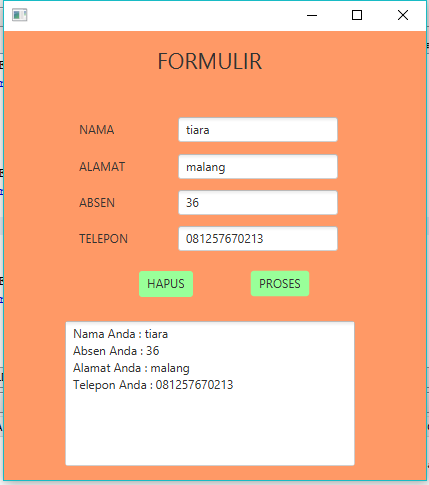 FORMULIR
NAMA tiara
ALAMAT malang
ABSEN 36
TELEPON 081257670213
HAPUS PROSES
Nama Anda : tiara
Absen Anda : 36
Alamat Anda : malang
Telepon Anda : 081257670213